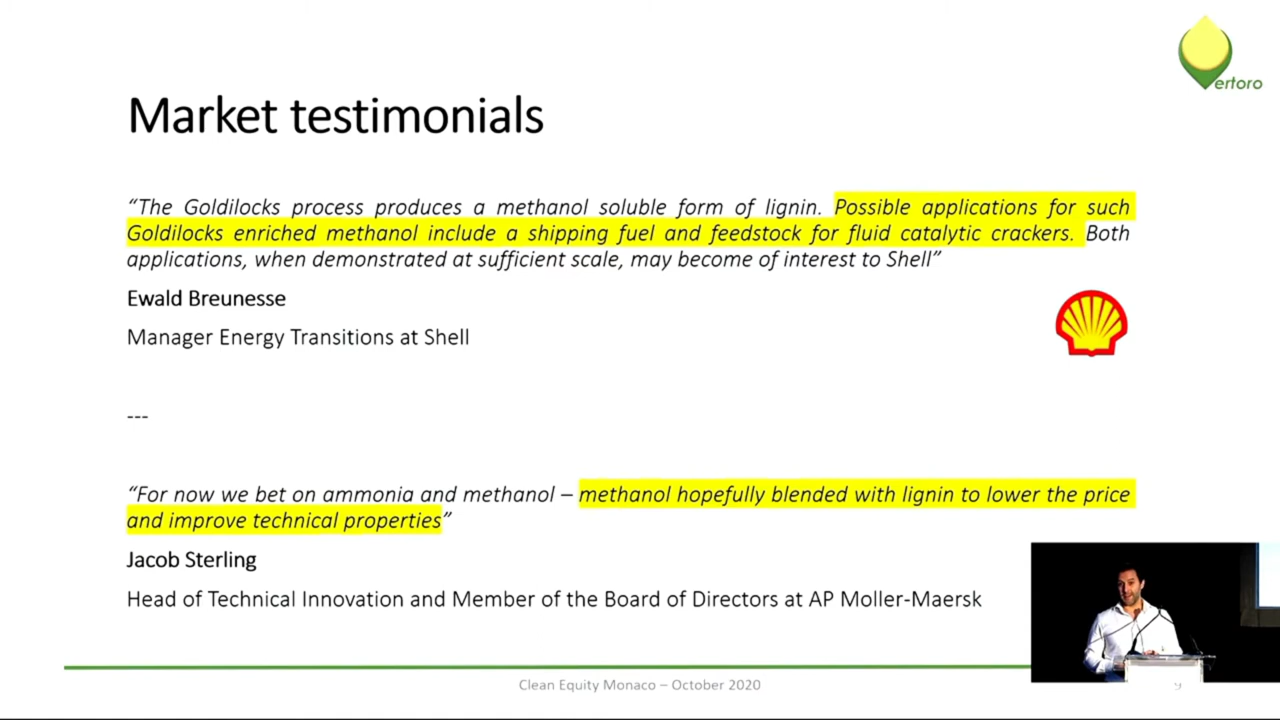 ertoro
Market testimonials
“The Goldilocks process produces a methanol soluble form of lignin. Possible applications for such
Goldilocks enriched methanol include a shipping fuel and feedstock for fluid catalytic crackers. Both
applications, when demonstrated at sufficient scale, may become of interest to Shell”
Ewald Breunesse
Manager Energy Transitions at Shell
---
“For now we bet on ammonia and methanol – methanol hopefully blended with lignin to lower the price
and improve technical properties”
Jacob Sterling
Head of Technical Innovation and Member of the Board of Directors at AP Moller-Maersk
Clean Equity Monaco – October 2020
9